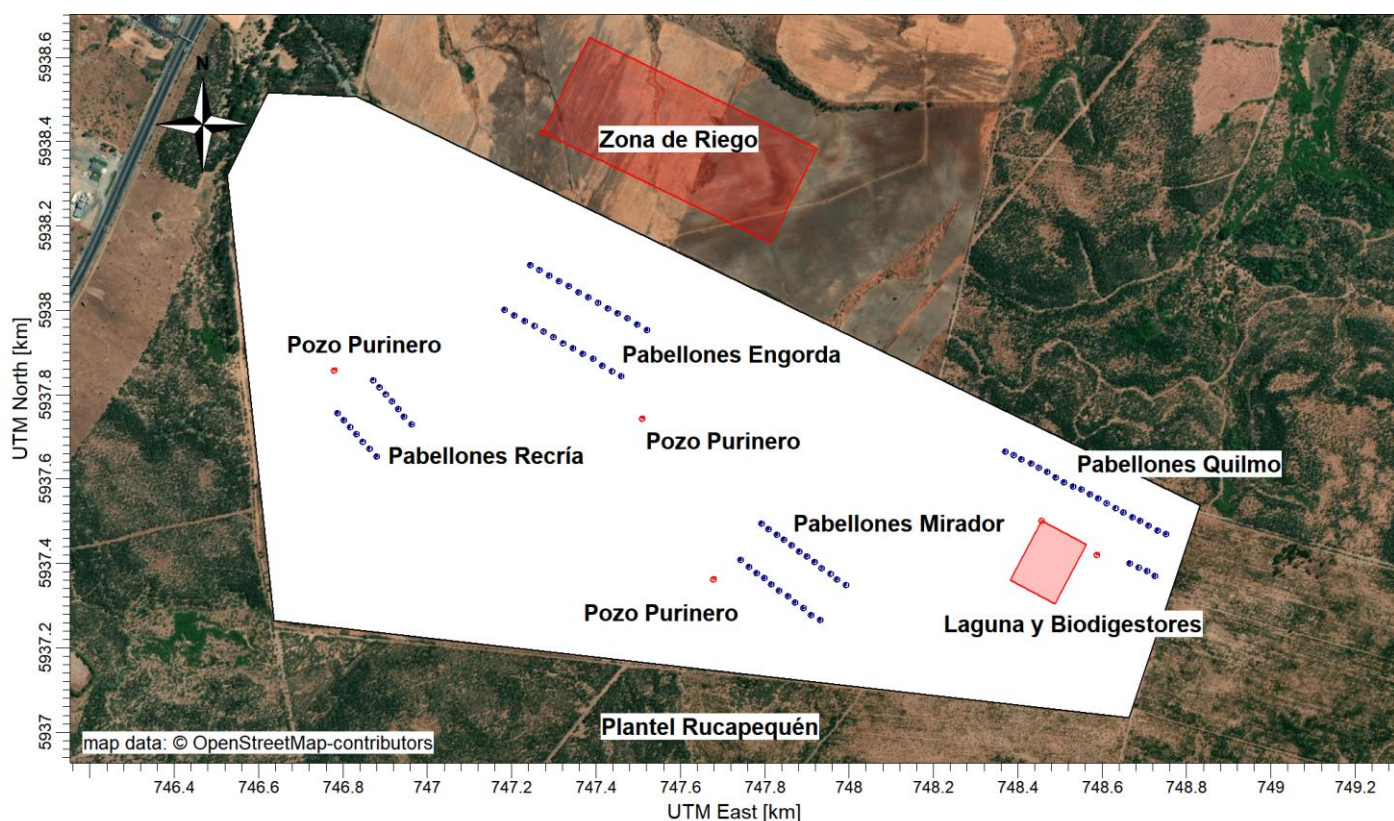 N
Zona de Riego
Pozo Purinero
Pabellones Engorda
Pabellones Recría
Pozo Purinero
Pabellones Quilmo
Pabellones Mirador
Pozo Purinero
Laguna y Biodigestores
Plantel Rucapequén
map data: © OpenStreetMap-contributors
UTM North [km]
5938.6
5938.4
5938.2
5938
5937.8
5937.6
5937.4
5937.2
5937
746.4 746.6 746.8 747 747.2 747.4 747.6 747.8 748 748.2 748.4 748.6 748.8 749 749.2
UTM East [km]